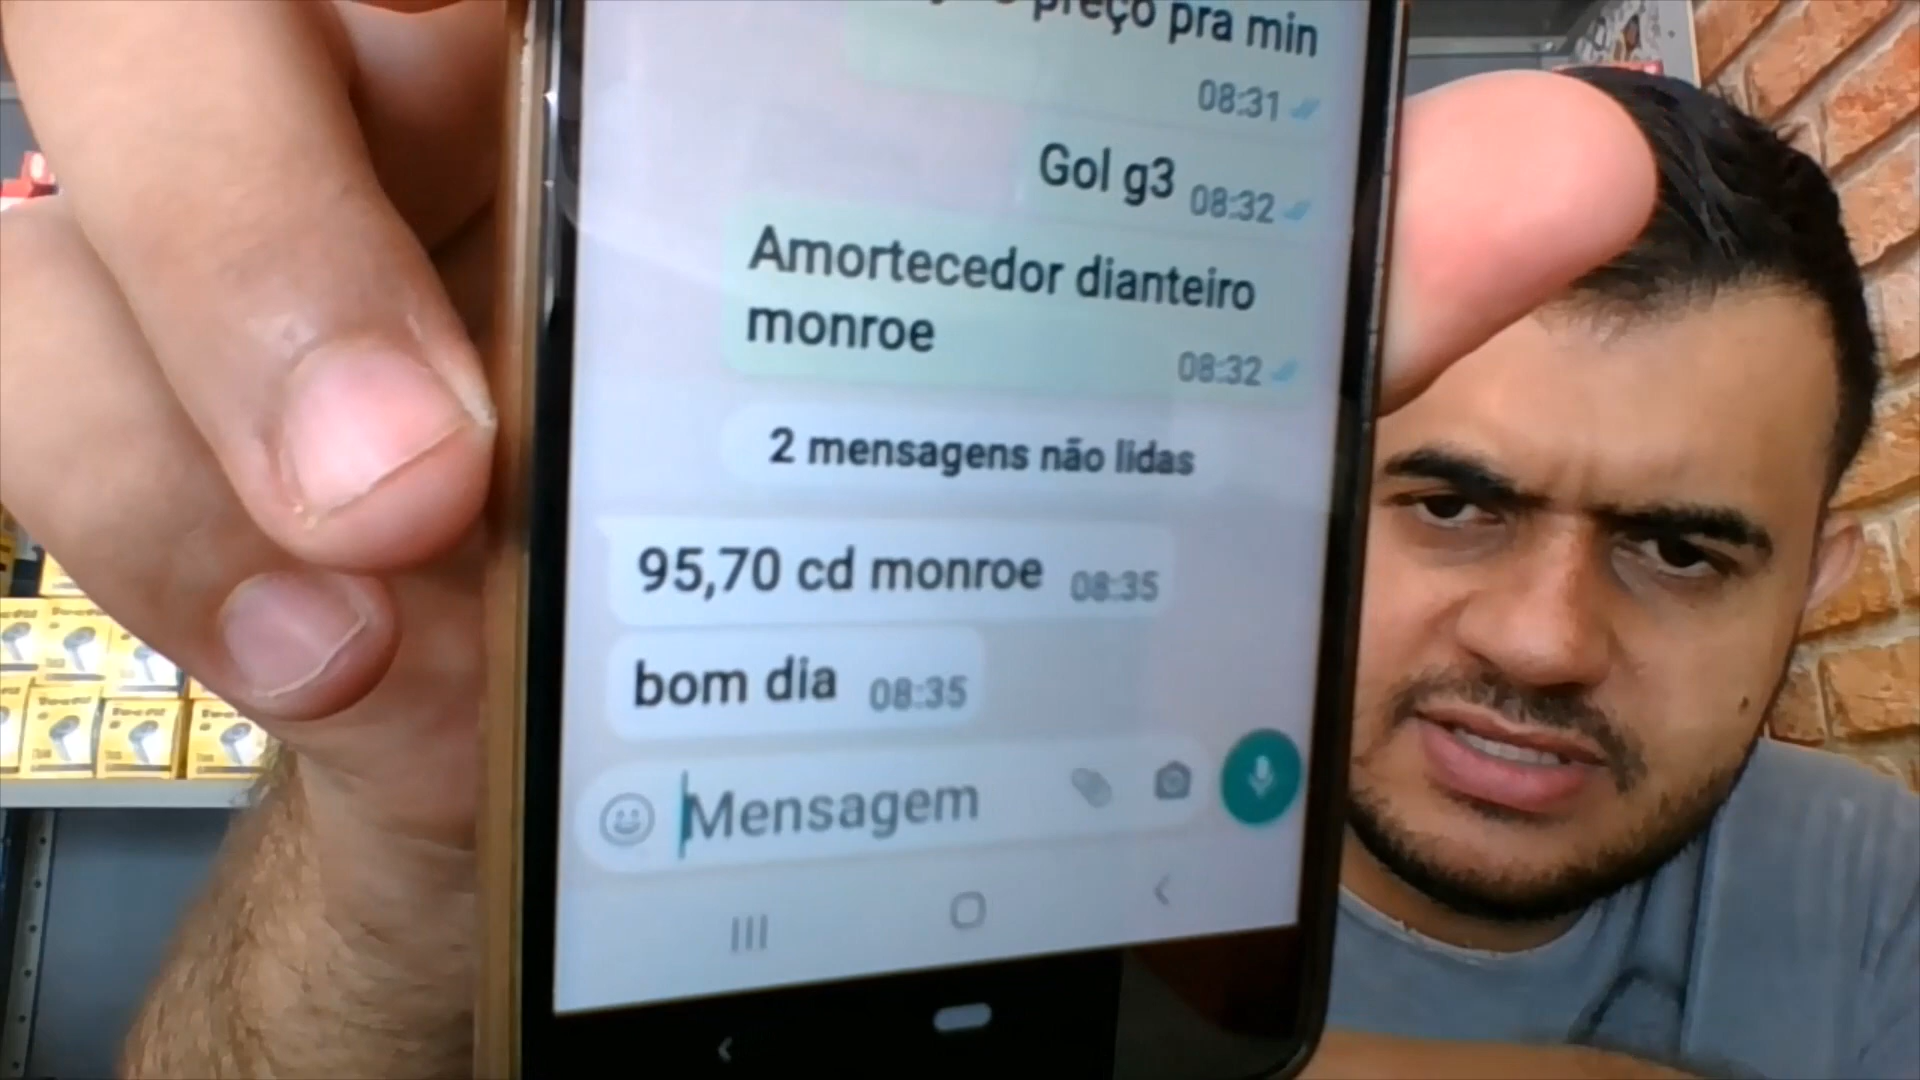 preço pra min
08:31
Gol g3 08:32
Amortecedor dianteiro
monroe
08:32
2 mensagens não lidas
95,70 cd monroe 08:35
bom dia 08:35
Mensagem